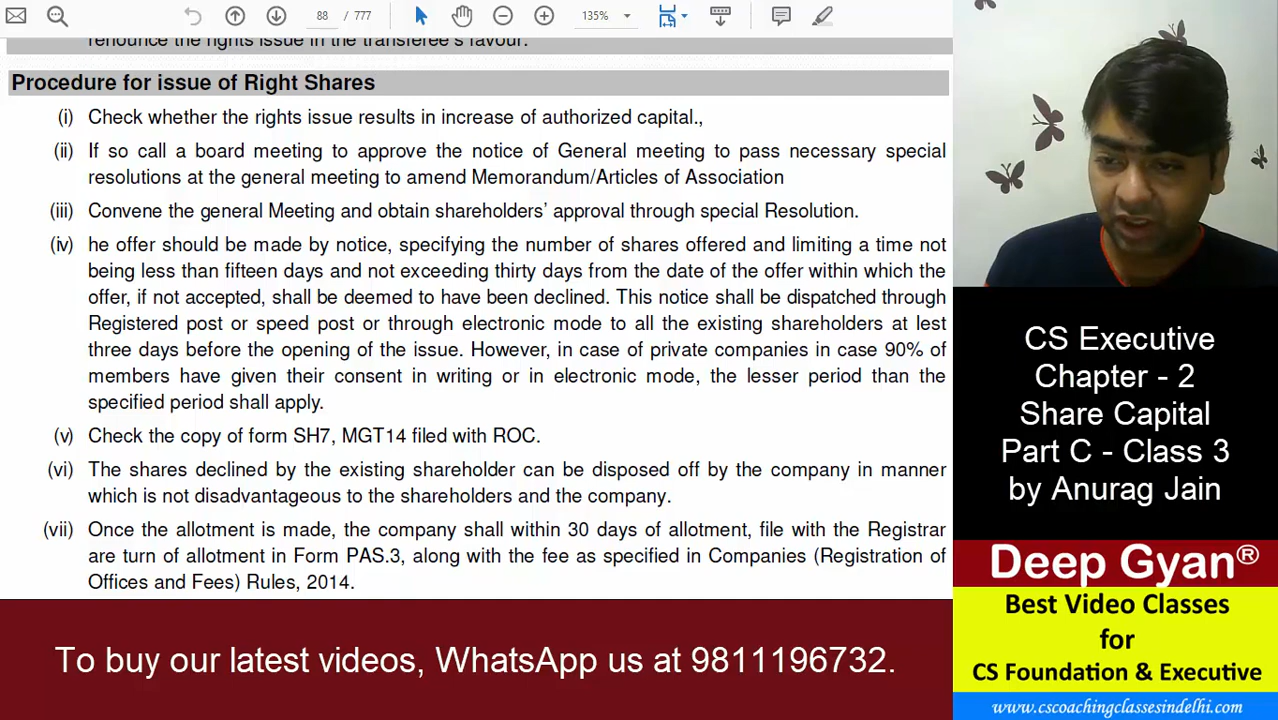 88 / 777
135%
renounce the rights issue in the transferee's favour.
Procedure for issue of Right Shares
(i) Check whether the rights issue results in increase of authorized capital.,
(ii) If so call a board meeting to approve the notice of General meeting to pass necessary special
resolutions at the general meeting to amend Memorandum/Articles of Association
(iii) Convene the general Meeting and obtain shareholders' approval through special Resolution.
(iv) he offer should be made by notice, specifying the number of shares offered and limiting a time not
being less than fifteen days and not exceeding thirty days from the date of the offer within which the
offer, if not accepted, shall be deemed to have been declined. This notice shall be dispatched through
Registered post or speed post or through electronic mode to all the existing shareholders at lest
three days before the opening of the issue. However, in case of private companies in case 90% of
members have given their consent in writing or in electronic mode, the lesser period than the
specified period shall apply.
(v) Check the copy of form SH7, MGT14 filed with ROC.
(vi) The shares declined by the existing shareholder can be disposed off by the company in manner
which is not disadvantageous to the shareholders and the company.
(vii) Once the allotment is made, the company shall within 30 days of allotment, file with the Registrar
are turn of allotment in Form PAS.3, along with the fee as specified in Companies (Registration of
Offices and Fees) Rules, 2014.
To buy our latest videos, WhatsApp us at 9811196732.
CS Executive
Chapter - 2
Share Capital
Part C - Class 3
by Anurag Jain
Deep Gyan®
Best Video Classes
for
CS Foundation & Executive
www.cscoachingclassesindelhi.com